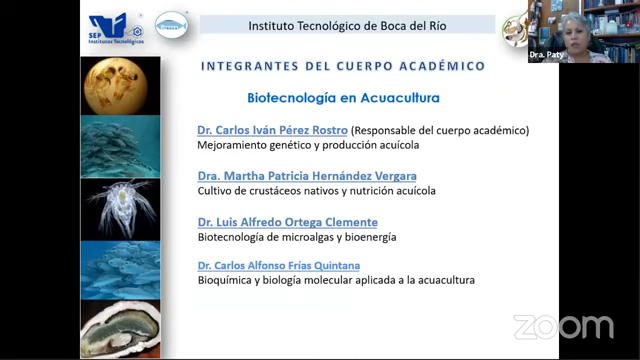 Instituto Tecnológico de Boca del Río
SEP
Institutos Tecnológicos
Dra. Paty
INTEGRANTES DEL CUERPO ACADÉMICO
Biotecnología en Acuacultura
Dr. Carlos Iván Pérez Rostro (Responsable del cuerpo académico)
Mejoramiento genético y producción acuícola
Dra. Martha Patricia Hernández Vergara
Cultivo de crustáceos nativos y nutrición acuícola
Dr. Luis Alfredo Ortega Clemente
Biotecnología de microalgas y bioenergía
Dr. Carlos Alfonso Frías Quintana
Bioquímica y biología molecular aplicada a la acuacultura
zoom